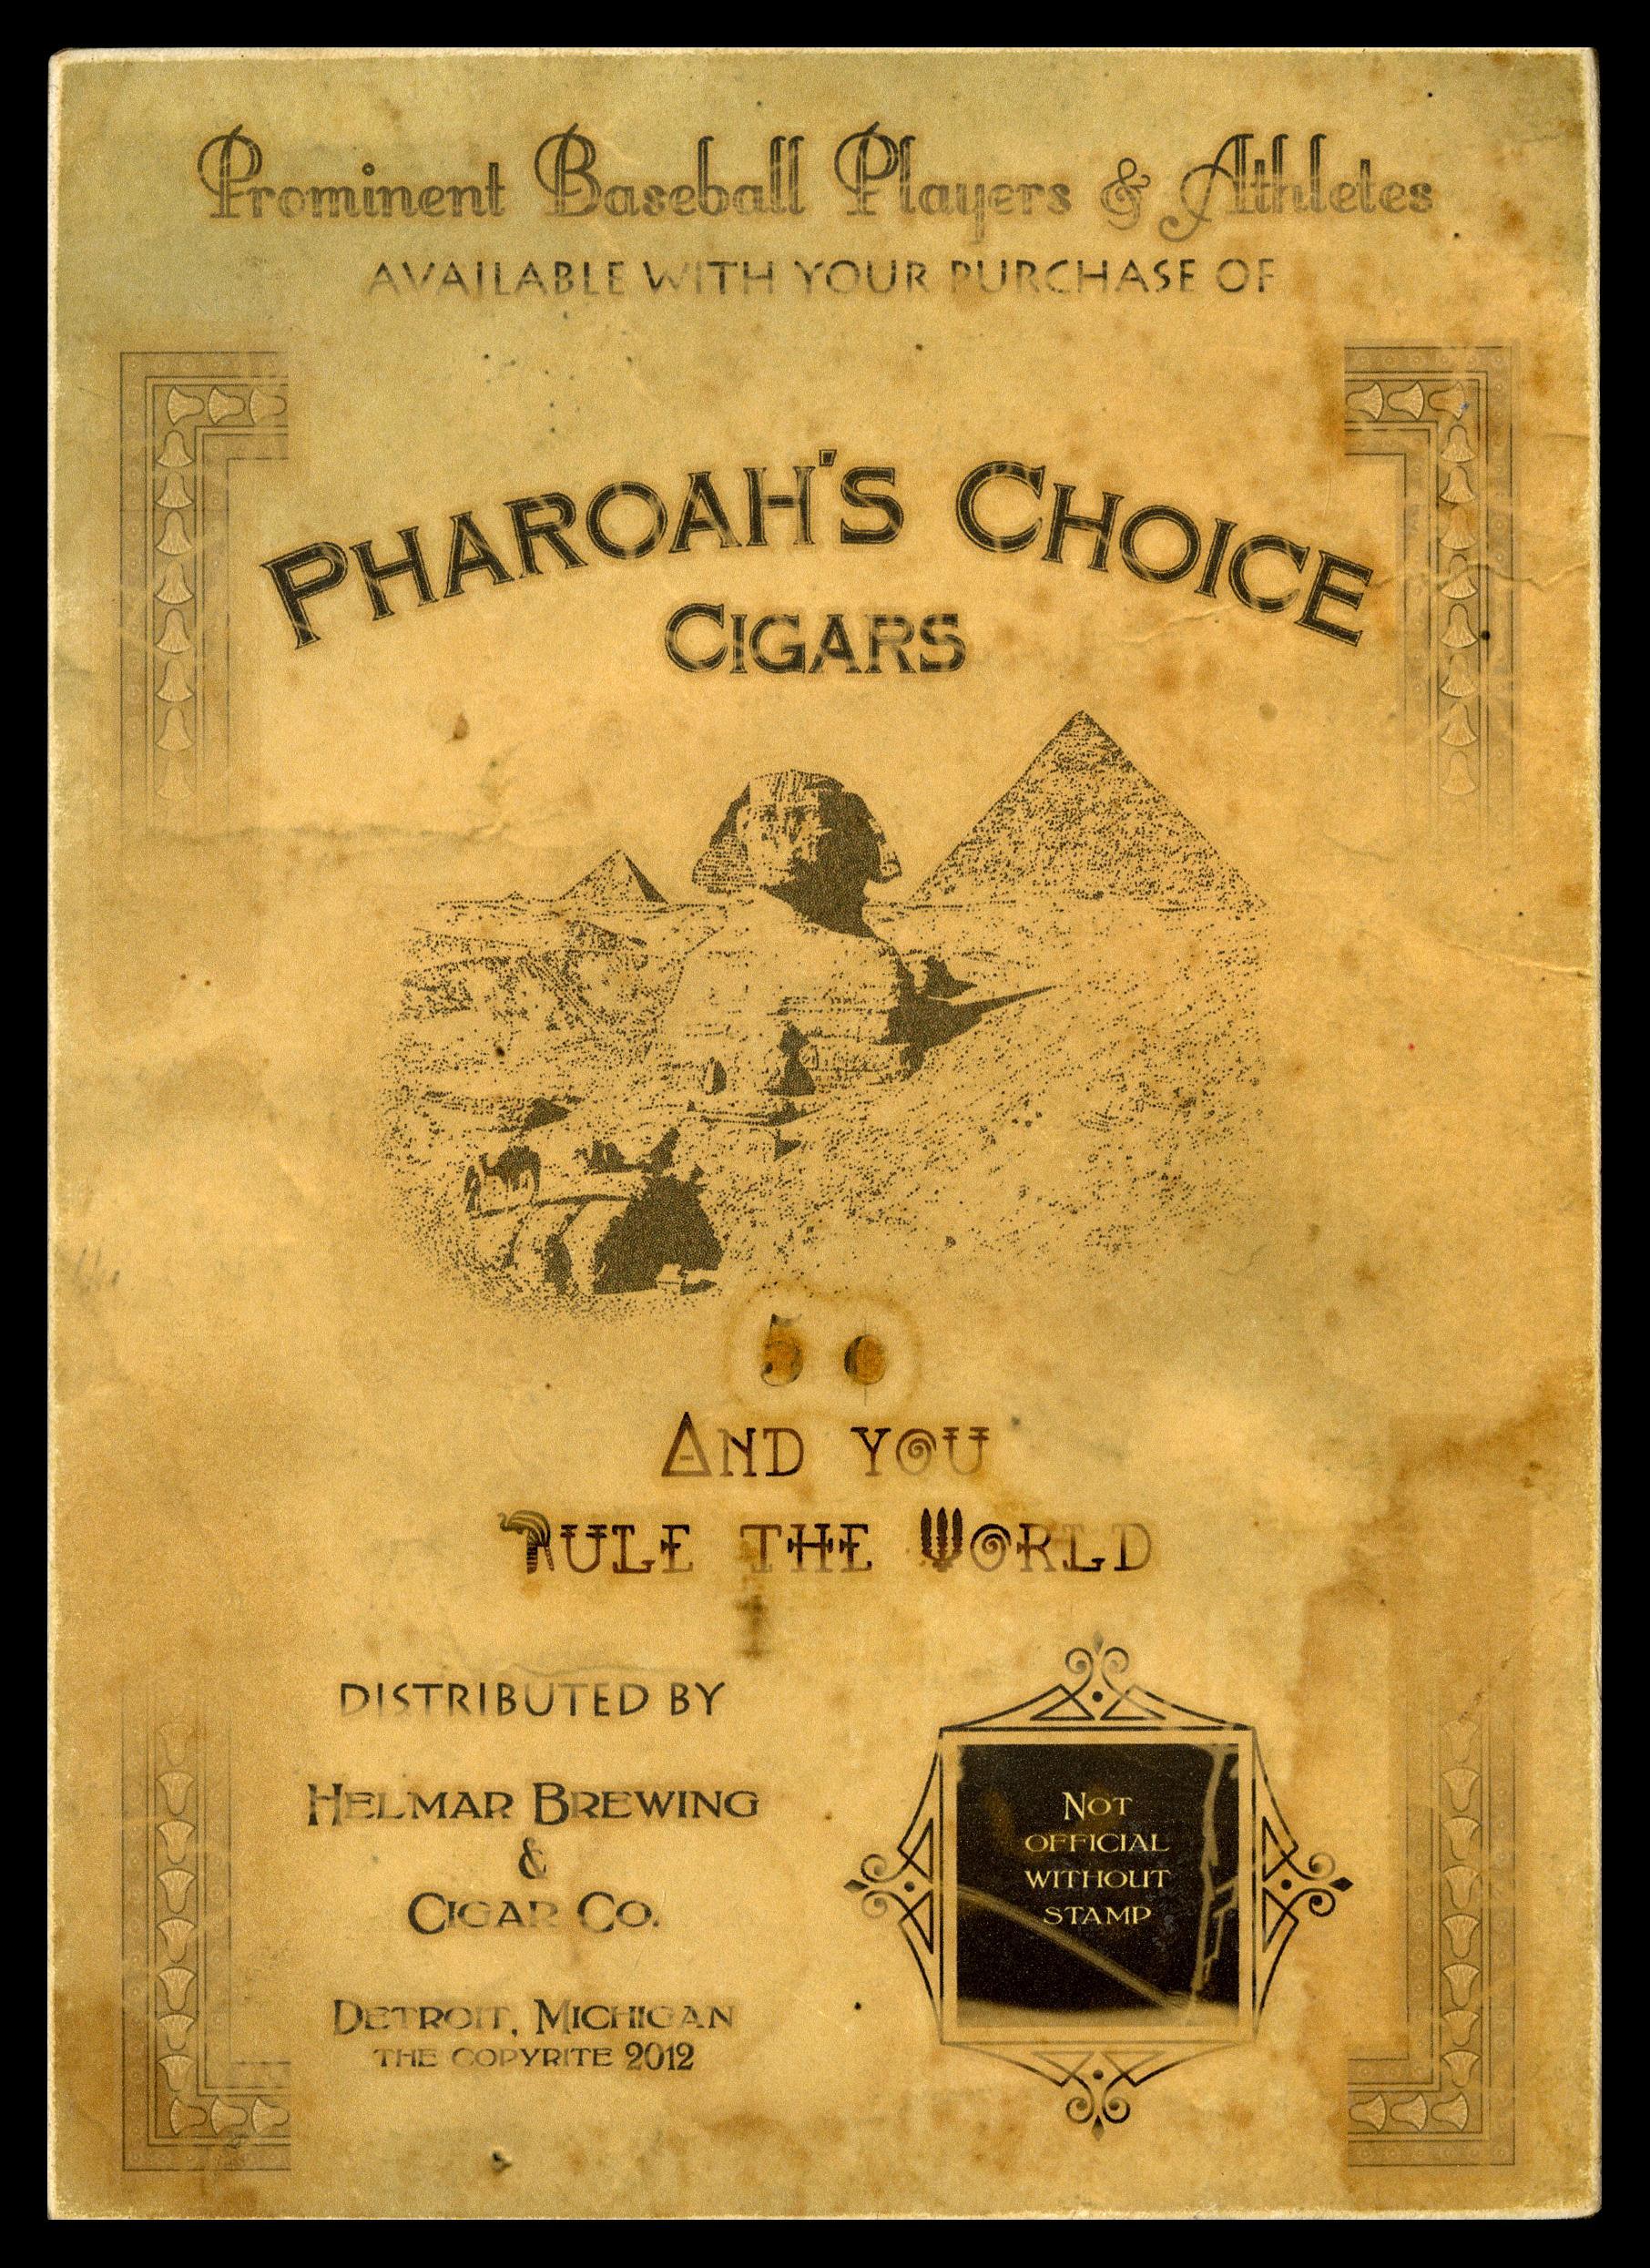 Prominent Baseball Players & Athletes
AVAILABLE WITH YOUR PURCHASE OF
PHAROAH'S CHOICE
CIGARS
5 ¢
AND YOU
RULE THE WORLD
DISTRIBUTED BY
HELMAR BREWING
&
CIGAR CO.
DETROIT, MICHIGAN
THE COPYRITE 2012
NOT
OFFICIAL
WITHOUT
STAMP